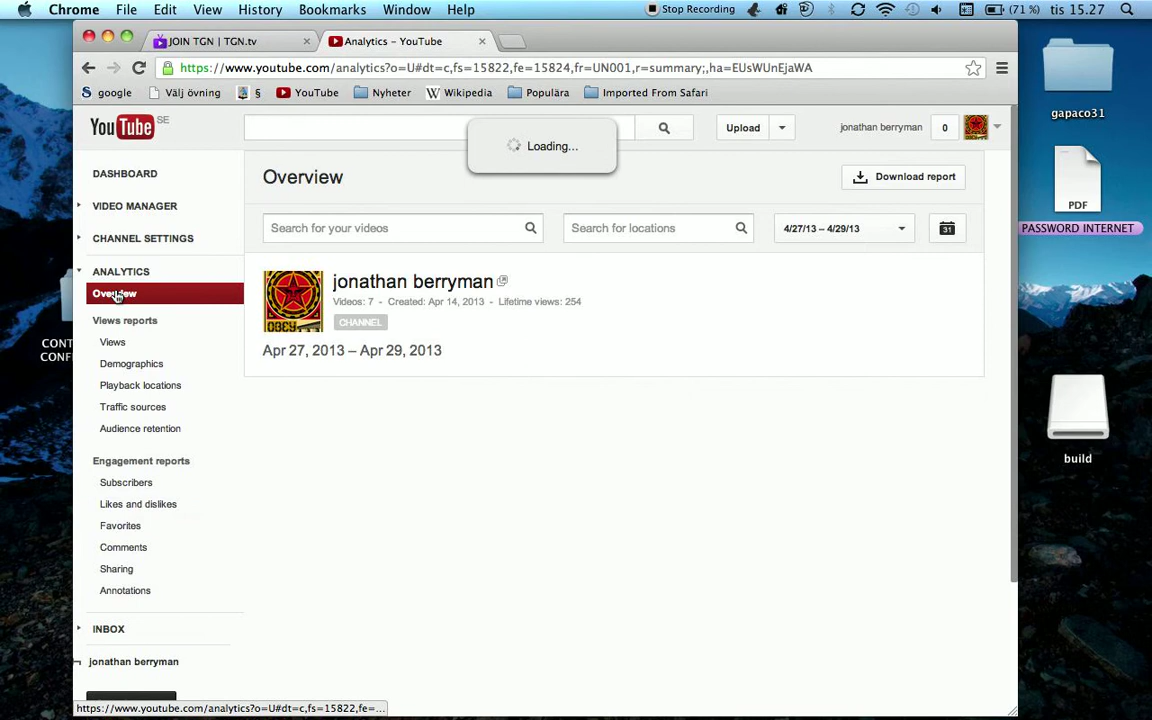 Chrome File Edit View History Bookmarks Window Help Stop Recording (71 %) tis 15.27
JOIN TGN | TGN.tv
Analytics – YouTube
https://www.youtube.com/analytics?o=U#dt=c,fs=15822,fe=15824,fr=UN001,r=summary;,ha=EUsWUnEjaWA
google Välj övning § YouTube Nyheter Wikipedia Populära Imported From Safari
YouTube SE
Upload
jonathan berryman 0
Loading...
DASHBOARD
VIDEO MANAGER
CHANNEL SETTINGS
ANALYTICS
Overview
Views reports
Views
Demographics
Playback locations
Traffic sources
Audience retention
Engagement reports
Subscribers
Likes and dislikes
Favorites
Comments
Sharing
Annotations
INBOX
jonathan berryman
Overview
Download report
Search for your videos
Search for locations
4/27/13 – 4/29/13
31
OBEY
jonathan berryman
Videos: 7 - Created: Apr 14, 2013 - Lifetime views: 254
CHANNEL
Apr 27, 2013 – Apr 29, 2013
https://www.youtube.com/analytics?o=U#dt=c,fs=15822,fe=...
gapaco31
PDF
PASSWORD INTERNET
CONT
CONFI
build